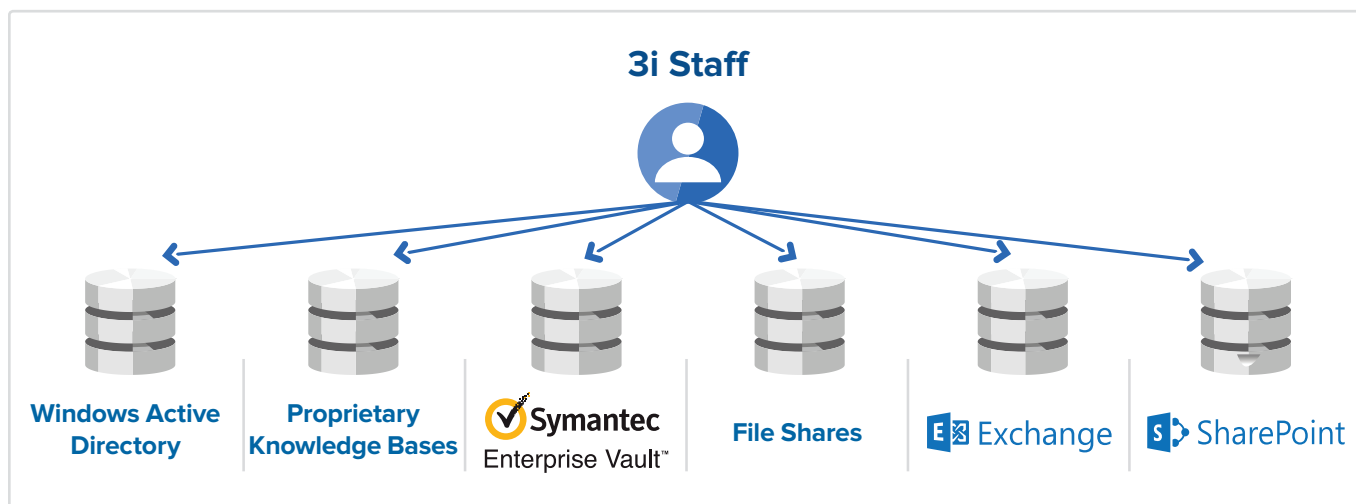 3i Staff
Windows Active
Directory
Proprietary
Knowledge Bases
Symantec
Enterprise Vault™
File Shares
E Exchange
S SharePoint